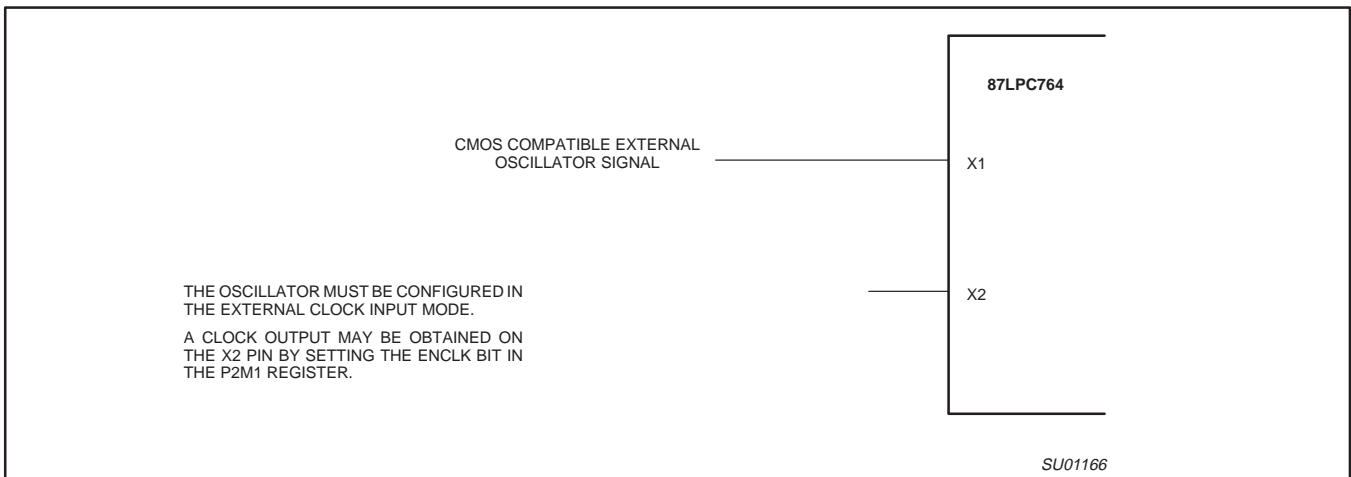 87LPC764
CMOS COMPATIBLE EXTERNAL
OSCILLATOR SIGNAL
X1
THE OSCILLATOR MUST BE CONFIGURED IN
THE EXTERNAL CLOCK INPUT MODE.
X2
A CLOCK OUTPUT MAY BE OBTAINED ON
THE X2 PIN BY SETTING THE ENCLK BIT IN
THE P2M1 REGISTER.
SU01166